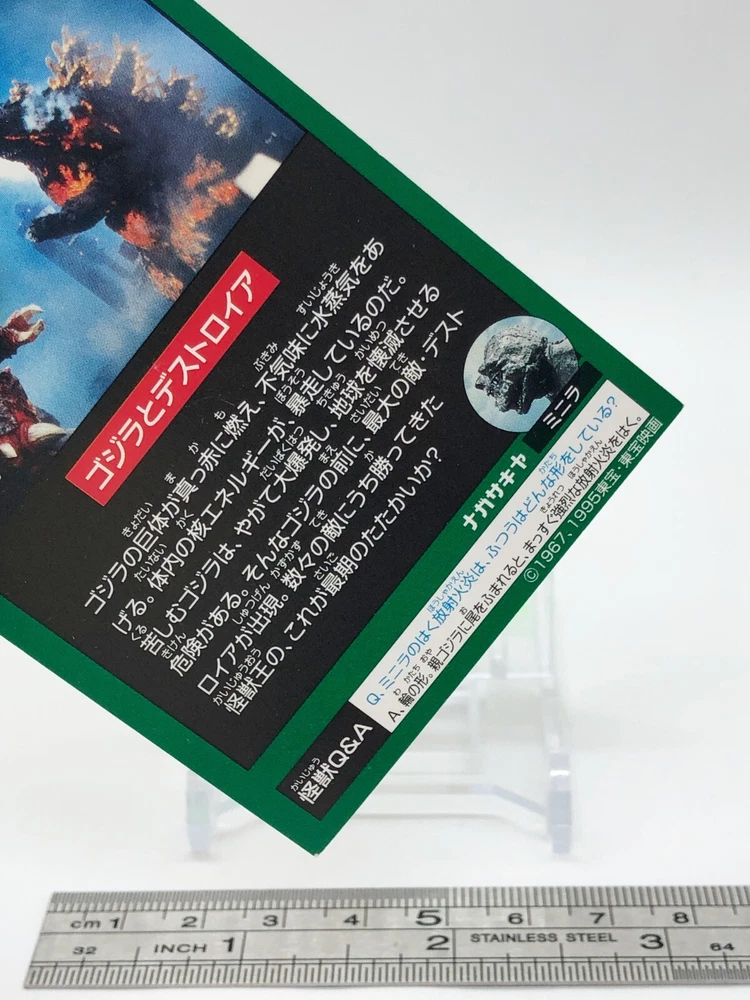 ゴジラとデストロイア
ゴジラの巨体が真っ赤に燃え、不気味に水蒸気をあ
げる。体内の核エネルギーが、暴走しているのだ。
苦しむゴジラは、やがて大爆発し、地球を壊滅させる
危険がある。そんなゴジラの前に、最大の敵・デスト
ロイアが出現。数々の敵にうち勝ってきた
怪獣王の、これが最期のたたかいか?
ミニラ
ナガサキヤ
怪獣Q&A
Q、ミニラのはく放射火炎は、ふつうはどんな形をしている?
A、輪の形。親ゴジラに尾をふまれると、まっすぐ強烈な放射火炎をはく。
©1967, 1995東宝・東宝映画
cm 1 2 3 4 5 6 7 8
32 INCH 1 2 STAINLESS STEEL 3 64